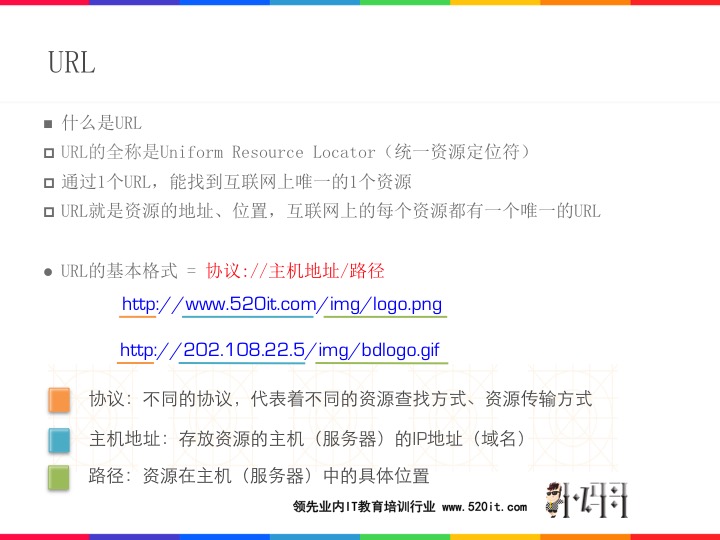 URL
什么是URL
URL的全称是Uniform Resource Locator（统一资源定位符）
通过1个URL，能找到互联网上唯一的1个资源
URL就是资源的地址、位置，互联网上的每个资源都有一个唯一的URL
URL的基本格式 = 协议://主机地址/路径
http://www.520it.com/img/logo.png
http://202.108.22.5/img/bdlogo.gif
协议：不同的协议，代表着不同的资源查找方式、资源传输方式
主机地址：存放资源的主机（服务器）的IP地址（域名）
路径：资源在主机（服务器）中的具体位置
领先业内IT教育培训行业 www.520it.com
小码哥